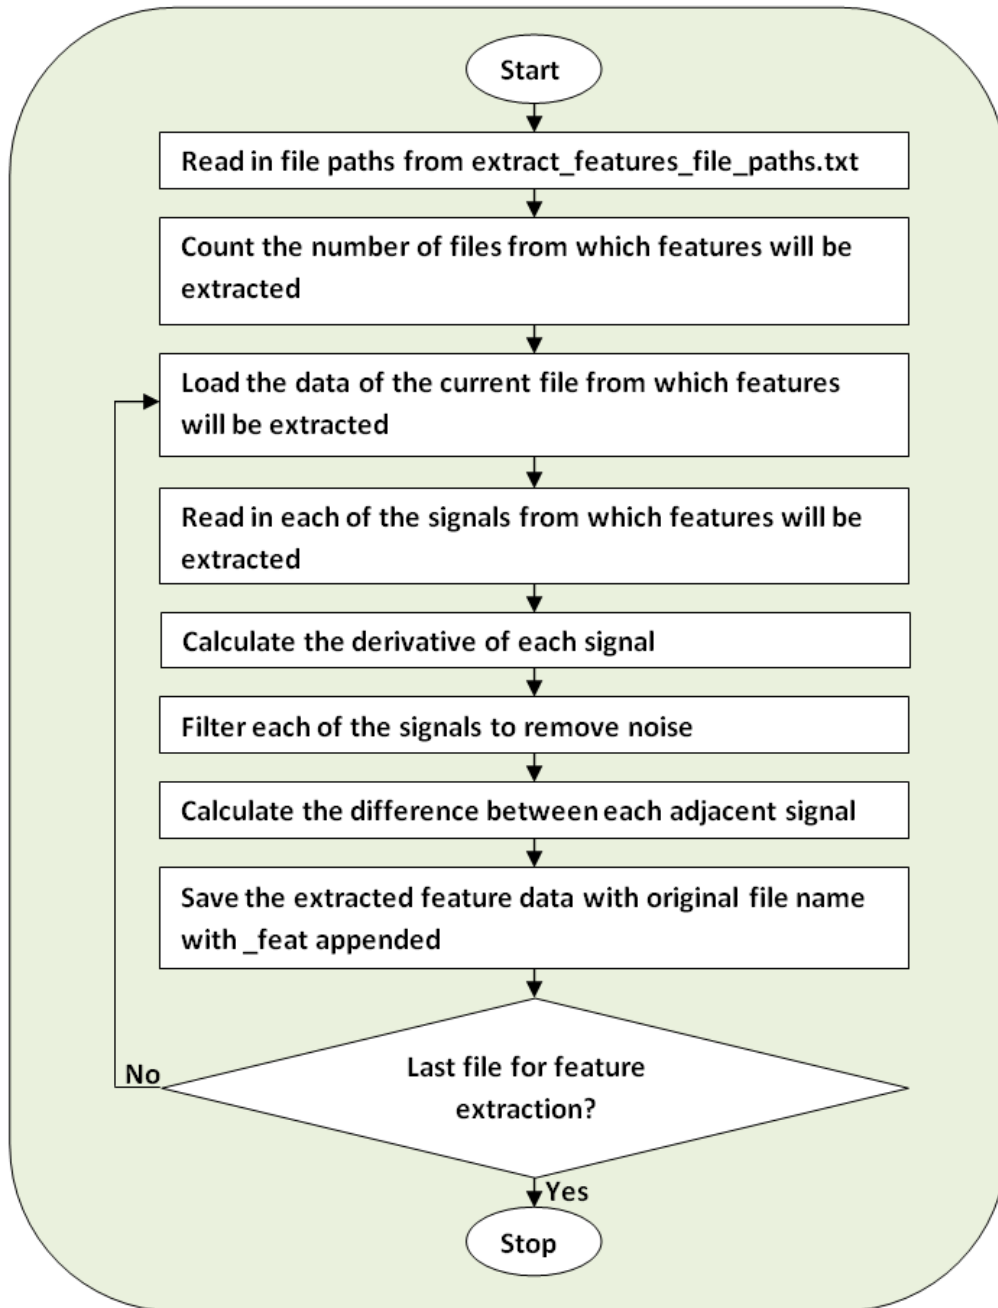 Start
Read in file paths from extract_features_file_paths.txt
Count the number of files from which features will be
extracted
Load the data of the current file from which features
will be extracted
Read in each of the signals from which features will be
extracted
Calculate the derivative of each signal
Filter each of the signals to remove noise
Calculate the difference between each adjacent signal
Save the extracted feature data with original file name
with _feat appended
Last file for feature
extraction?
No
Yes
Stop